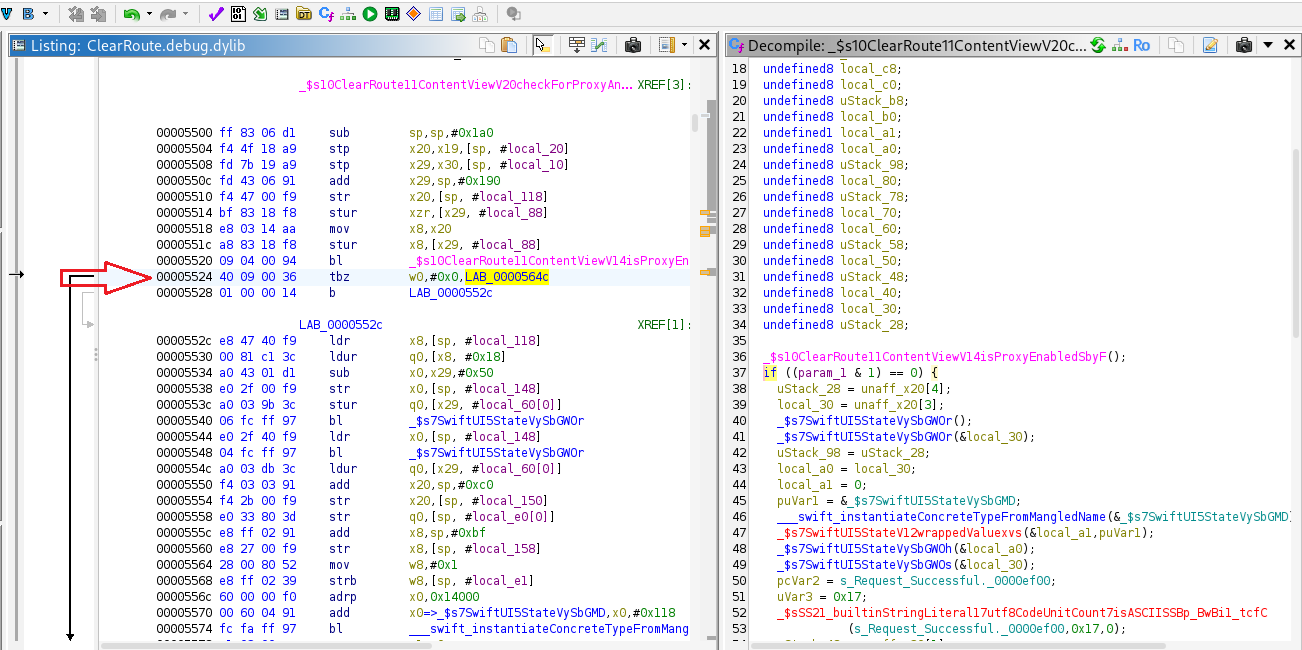 Listing: ClearRoute.debug.dylib
_$s10ClearRoute11ContentViewV20checkForProxyAn... XREF[3]:
00005500 ff 83 06 d1 sub sp,sp,#0x1a0
00005504 f4 4f 18 a9 stp x20,x19,[sp, #local_20]
00005508 fd 7b 19 a9 stp x29,x30,[sp, #local_10]
0000550c fd 43 06 91 add x29,sp,#0x190
00005510 f4 47 00 f9 str x20,[sp, #local_118]
00005514 bf 83 18 f8 stur xzr,[x29, #local_88]
00005518 e8 03 14 aa mov x8,x20
0000551c a8 83 18 f8 stur x8,[x29, #local_88]
00005520 09 04 00 94 bl _$s10ClearRoute11ContentViewV14isProxyEn
00005524 40 09 00 36 tbz w0,#0x0,LAB_0000564c
00005528 01 00 00 14 b LAB_0000552c
LAB_0000552c XREF[1]:
0000552c e8 47 40 f9 ldr x8,[sp, #local_118]
00005530 00 81 c1 3c ldur q0,[x8, #0x18]
00005534 a0 43 01 d1 sub x0,x29,#0x50
00005538 e0 2f 00 f9 str x0,[sp, #local_148]
0000553c a0 03 9b 3c stur q0,[x29, #local_60[0]]
00005540 06 fc ff 97 bl _$s7SwiftUI5StateVySbGWOr
00005544 e0 2f 40 f9 ldr x0,[sp, #local_148]
00005548 04 fc ff 97 bl _$s7SwiftUI5StateVySbGWOr
0000554c a0 03 db 3c ldur q0,[x29, #local_60[0]]
00005550 f4 03 03 91 add x20,sp,#0xc0
00005554 f4 2b 00 f9 str x20,[sp, #local_150]
00005558 e0 33 80 3d str q0,[sp, #local_e0[0]]
0000555c e8 ff 02 91 add x8,sp,#0xbf
00005560 e8 27 00 f9 str x8,[sp, #local_158]
00005564 28 00 80 52 mov w8,#0x1
00005568 e8 ff 02 39 strb w8,[sp, #local_e1]
0000556c 60 00 00 f0 adrp x0,0x14000
00005570 00 60 04 91 add x0=>_$s7SwiftUI5StateVySbGMD,x0,#0x118
00005574 fc fa ff 97 bl ___swift_instantiateConcreteTypeFromMang
Decompile: _$s10ClearRoute11ContentViewV20c...
18 undefined8 local_c8;
19 undefined8 local_c0;
20 undefined8 uStack_b8;
21 undefined8 local_b0;
22 undefined1 local_a1;
23 undefined8 local_a0;
24 undefined8 uStack_98;
25 undefined8 local_80;
26 undefined8 uStack_78;
27 undefined8 local_70;
28 undefined8 local_60;
29 undefined8 uStack_58;
30 undefined8 local_50;
31 undefined8 uStack_48;
32 undefined8 local_40;
33 undefined8 local_30;
34 undefined8 uStack_28;
35
36 _$s10ClearRoute11ContentViewV14isProxyEnabledSbyF();
37 if ((param_1 & 1) == 0) {
38 uStack_28 = unaff_x20[4];
39 local_30 = unaff_x20[3];
40 _$s7SwiftUI5StateVySbGWOr();
41 _$s7SwiftUI5StateVySbGWOr(&local_30);
42 uStack_98 = uStack_28;
43 local_a0 = local_30;
44 local_a1 = 0;
45 puVar1 = &_$s7SwiftUI5StateVySbGMD;
46 ___swift_instantiateConcreteTypeFromMangledName(&_$s7SwiftUI5StateVySbGMD)
47 _$s7SwiftUI5StateV12wrappedValuexvs(&local_a1,puVar1);
48 _$s7SwiftUI5StateVySbGWOh(&local_a0);
49 _$s7SwiftUI5StateVySbGWOs(&local_30);
50 pcVar2 = s_Request_Successful._0000ef00;
51 uVar3 = 0x17;
52 _$sSS21_builtinStringLiteral17utf8CodeUnitCount7isASCIISSBp_BwBi1_tcfC
53 (s_Request_Successful._0000ef00,0x17,0);